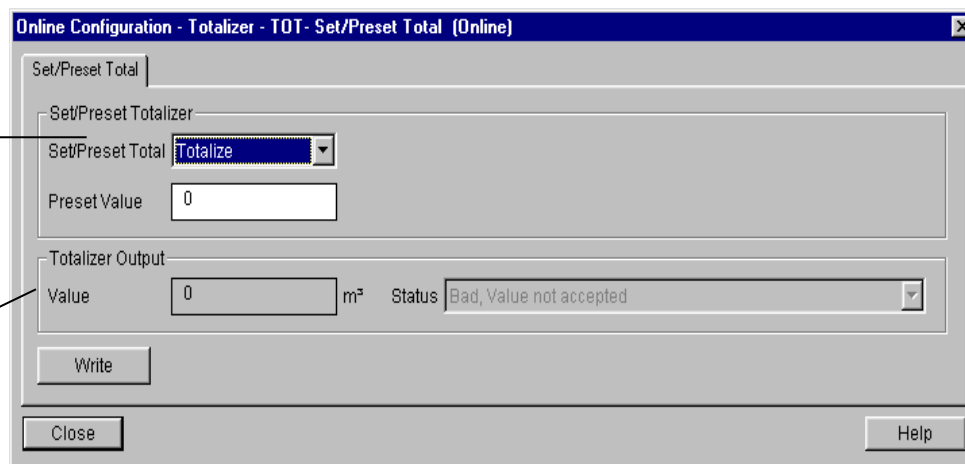 Online Configuration - Totalizer - TOT- Set/Preset Total (Online)
Set/Preset Total
Set/Preset Totalizer
Set/Preset Total Totalize
Preset Value 0
Totalizer Output
Value 0 m³ Status Bad, Value not accepted
Write
Close Help